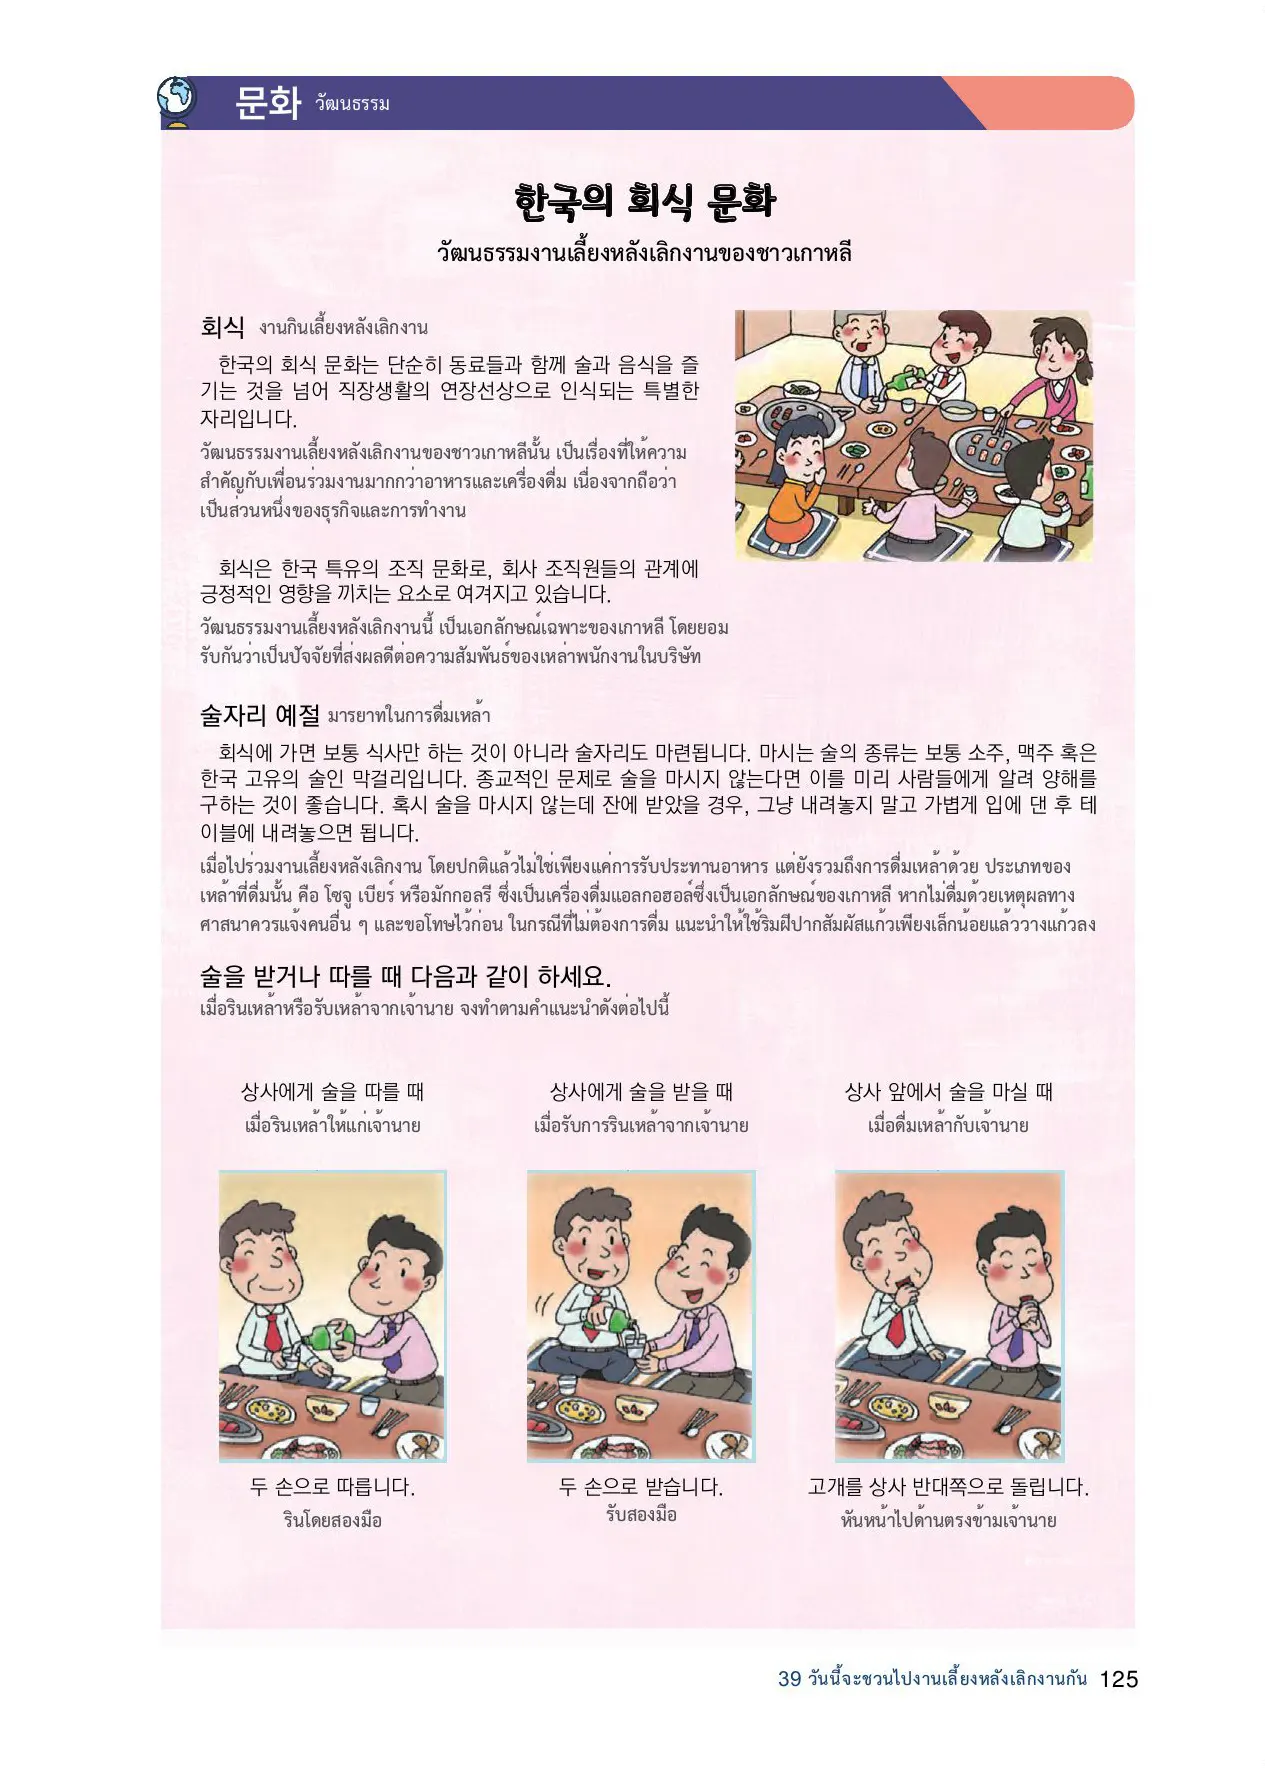 문화 วัฒนธรรม
한국의 회식 문화
วัฒนธรรมงานเลี้ยงหลังเลิกงานของชาวเกาหลี
회식 งานกินเลี้ยงหลังเลิกงาน
한국의 회식 문화는 단순히 동료들과 함께 술과 음식을 즐
기는 것을 넘어 직장생활의 연장선상으로 인식되는 특별한
자리입니다.
วัฒนธรรมงานเลี้ยงหลังเลิกงานของชาวเกาหลีนั้น เป็นเรื่องที่ให้ความ
สำคัญกับเพื่อนร่วมงานมากกว่าอาหารและเครื่องดื่ม เนื่องจากถือว่า
เป็นส่วนหนึ่งของธุรกิจและการทำงาน
회식은 한국 특유의 조직 문화로, 회사 조직원들의 관계에
긍정적인 영향을 끼치는 요소로 여겨지고 있습니다.
วัฒนธรรมงานเลี้ยงหลังเลิกงานนี้ เป็นเอกลักษณ์เฉพาะของเกาหลี โดยยอม
รับกันว่าเป็นปัจจัยที่ส่งผลดีต่อความสัมพันธ์ของเหล่าพนักงานในบริษัท
술자리 예절 มารยาทในการดื่มเหล้า
회식에 가면 보통 식사만 하는 것이 아니라 술자리도 마련됩니다. 마시는 술의 종류는 보통 소주, 맥주 혹은
한국 고유의 술인 막걸리입니다. 종교적인 문제로 술을 마시지 않는다면 이를 미리 사람들에게 알려 양해를
구하는 것이 좋습니다. 혹시 술을 마시지 않는데 잔에 받았을 경우, 그냥 내려놓지 말고 가볍게 입에 댄 후 테
이블에 내려놓으면 됩니다.
เมื่อไปร่วมงานเลี้ยงหลังเลิกงาน โดยปกติแล้วไม่ใช่เพียงแค่การรับประทานอาหาร แต่ยังรวมถึงการดื่มเหล้าด้วย ประเภทของ
เหล้าที่ดื่มนั้น คือ โซจู เบียร์ หรือมักกอลรี ซึ่งเป็นเครื่องดื่มแอลกอฮอล์ซึ่งเป็นเอกลักษณ์ของเกาหลี หากไม่ดื่มด้วยเหตุผลทาง
ศาสนาควรแจ้งคนอื่น ๆ และขอโทษไว้ก่อน ในกรณีที่ไม่ต้องการดื่ม แนะนำให้ใช้ริมฝีปากสัมผัสแก้วเพียงเล็กน้อยแล้ววางแก้วลง
술을 받거나 따를 때 다음과 같이 하세요.
เมื่อรินเหล้าหรือรับเหล้าจากเจ้านาย จงทำตามคำแนะนำดังต่อไปนี้
상사에게 술을 따를 때
เมื่อรินเหล้าให้แก่เจ้านาย
상사에게 술을 받을 때
เมื่อรับการรินเหล้าจากเจ้านาย
상사 앞에서 술을 마실 때
เมื่อดื่มเหล้ากับเจ้านาย
두 손으로 따릅니다.
รินโดยสองมือ
두 손으로 받습니다.
รับสองมือ
고개를 상사 반대쪽으로 돌립니다.
หันหน้าไปด้านตรงข้ามเจ้านาย
39 วันนี้จะชวนไปงานเลี้ยงหลังเลิกงานกัน 125